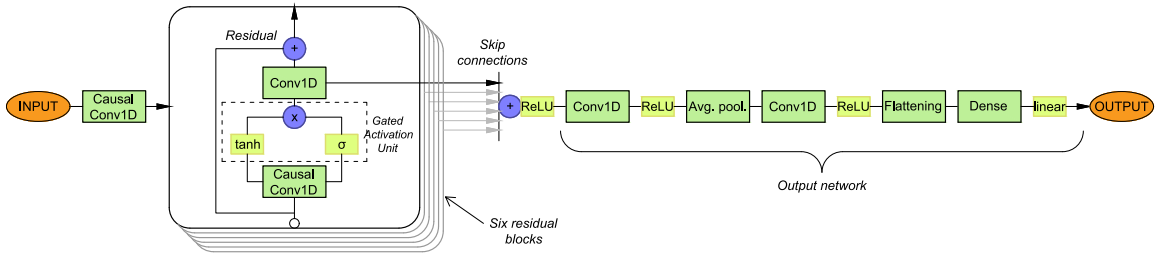 INPUT
Causal
Conv1D
Residual
+
Conv1D
x
Gated
Activation
Unit
tanh
σ
Causal
Conv1D
Six residual
blocks
Skip
connections
+
ReLU
Conv1D
ReLU
Avg. pool.
Conv1D
ReLU
Flattening
Dense
linear
OUTPUT
Output network